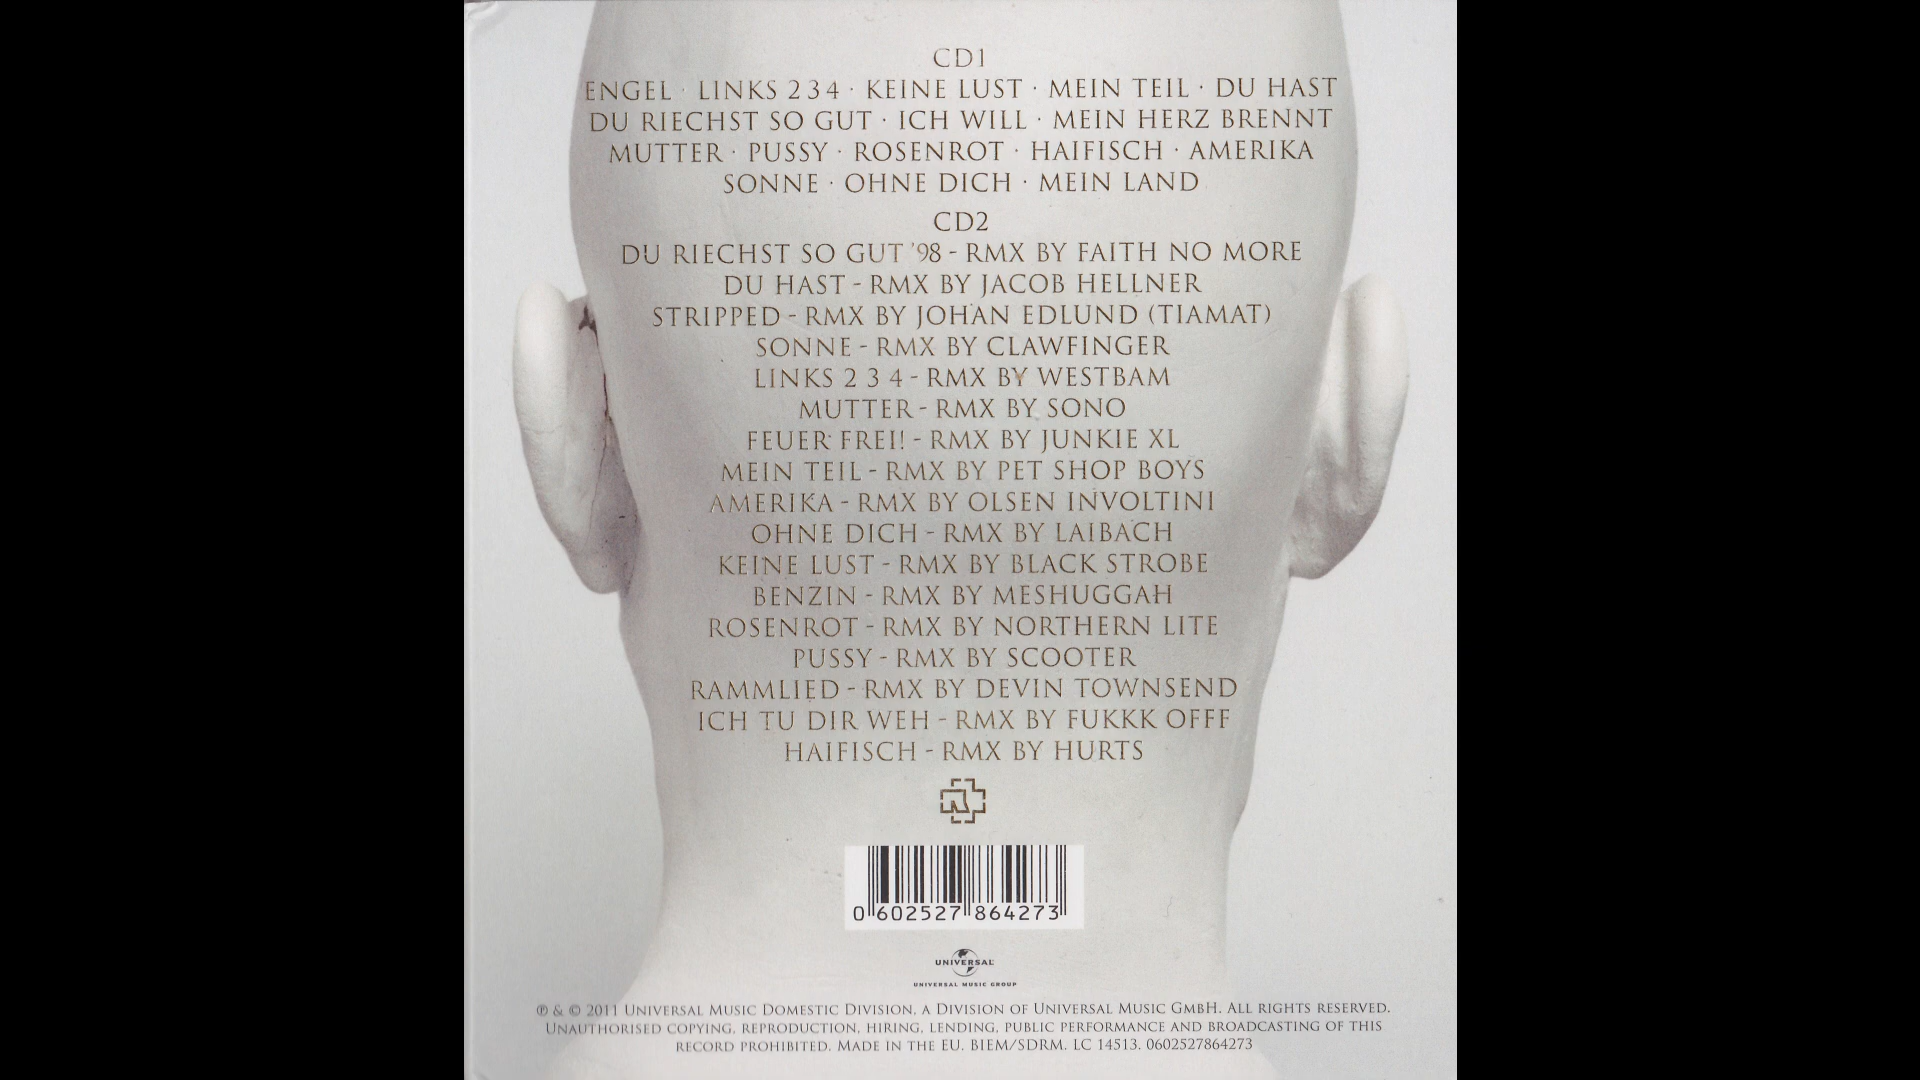 CD1
ENGEL · LINKS 2 3 4 · KEINE LUST · MEIN TEIL · DU HAST
DU RIECHST SO GUT · ICH WILL · MEIN HERZ BRENNT
MUTTER · PUSSY · ROSENROT · HAIFISCH · AMERIKA
SONNE · OHNE DICH · MEIN LAND
CD2
DU RIECHST SO GUT '98 - RMX BY FAITH NO MORE
DU HAST - RMX BY JACOB HELLNER
STRIPPED - RMX BY JOHAN EDLUND (TIAMAT)
SONNE - RMX BY CLAWFINGER
LINKS 2 3 4 - RMX BY WESTBAM
MUTTER - RMX BY SONO
FEUER FREI! - RMX BY JUNKIE XL
MEIN TEIL - RMX BY PET SHOP BOYS
AMERIKA - RMX BY OLSEN INVOLTINI
OHNE DICH - RMX BY LAIBACH
KEINE LUST - RMX BY BLACK STROBE
BENZIN - RMX BY MESHUGGAH
ROSENROT - RMX BY NORTHERN LITE
PUSSY - RMX BY SCOOTER
RAMMLIED - RMX BY DEVIN TOWNSEND
ICH TU DIR WEH - RMX BY FUKKK OFFF
HAIFISCH - RMX BY HURTS
0 602527 864273
UNIVERSAL
UNIVERSAL MUSIC GROUP
℗ & © 2011 UNIVERSAL MUSIC DOMESTIC DIVISION, A DIVISION OF UNIVERSAL MUSIC GMBH. ALL RIGHTS RESERVED.
UNAUTHORISED COPYING, REPRODUCTION, HIRING, LENDING, PUBLIC PERFORMANCE AND BROADCASTING OF THIS
RECORD PROHIBITED. MADE IN THE EU. BIEM/SDRM. LC 14513. 0602527864273